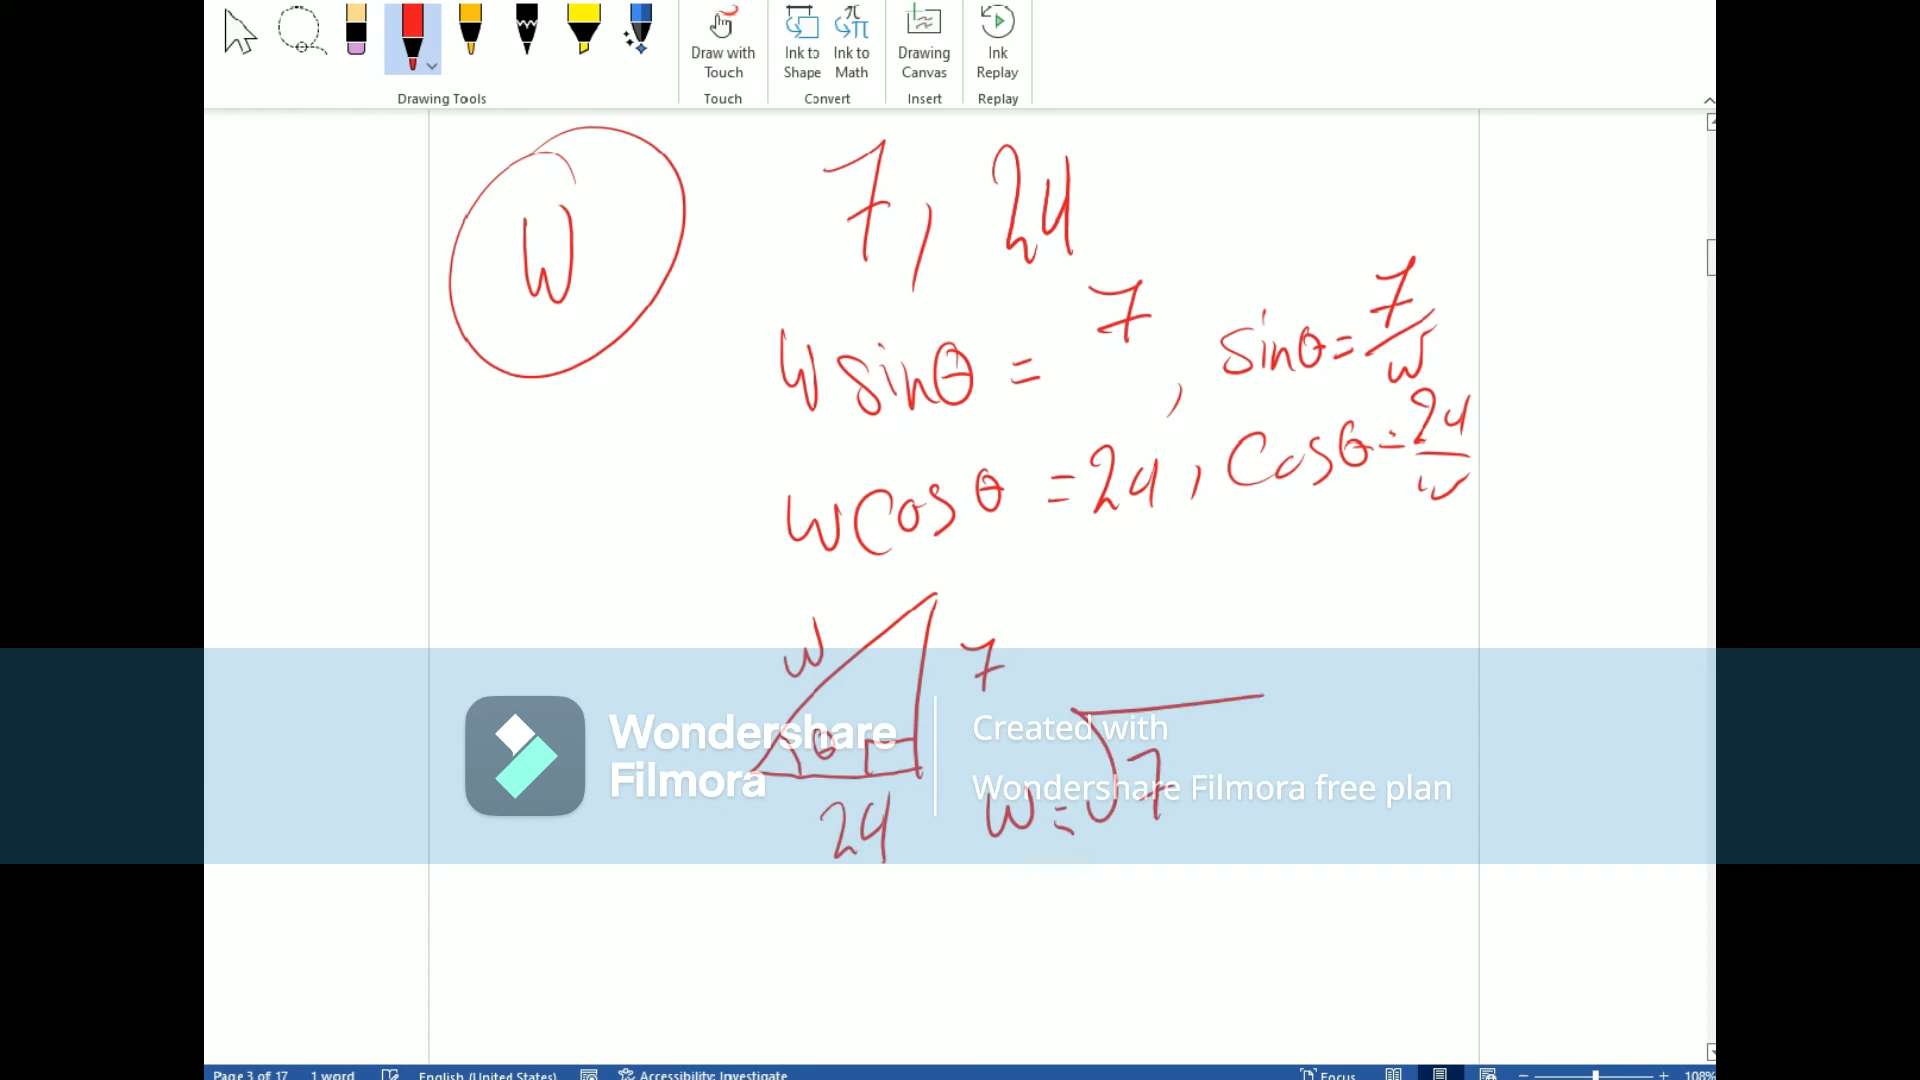 Draw with Touch
Ink to Shape
Ink to Math
Drawing Canvas
Ink Replay
Drawing Tools
Touch
Convert
Insert
Replay
W
7, 24
W sinθ = 7 , sinθ = 7/W
W cosθ = 24 , cosθ = 24/W
W
7
θ
24
W = √7
Wondershare
Filmora
Created with
Wondershare Filmora free plan
Page 3 of 17
1 word
English (United States)
Accessibility: Investigate
Focus
108%